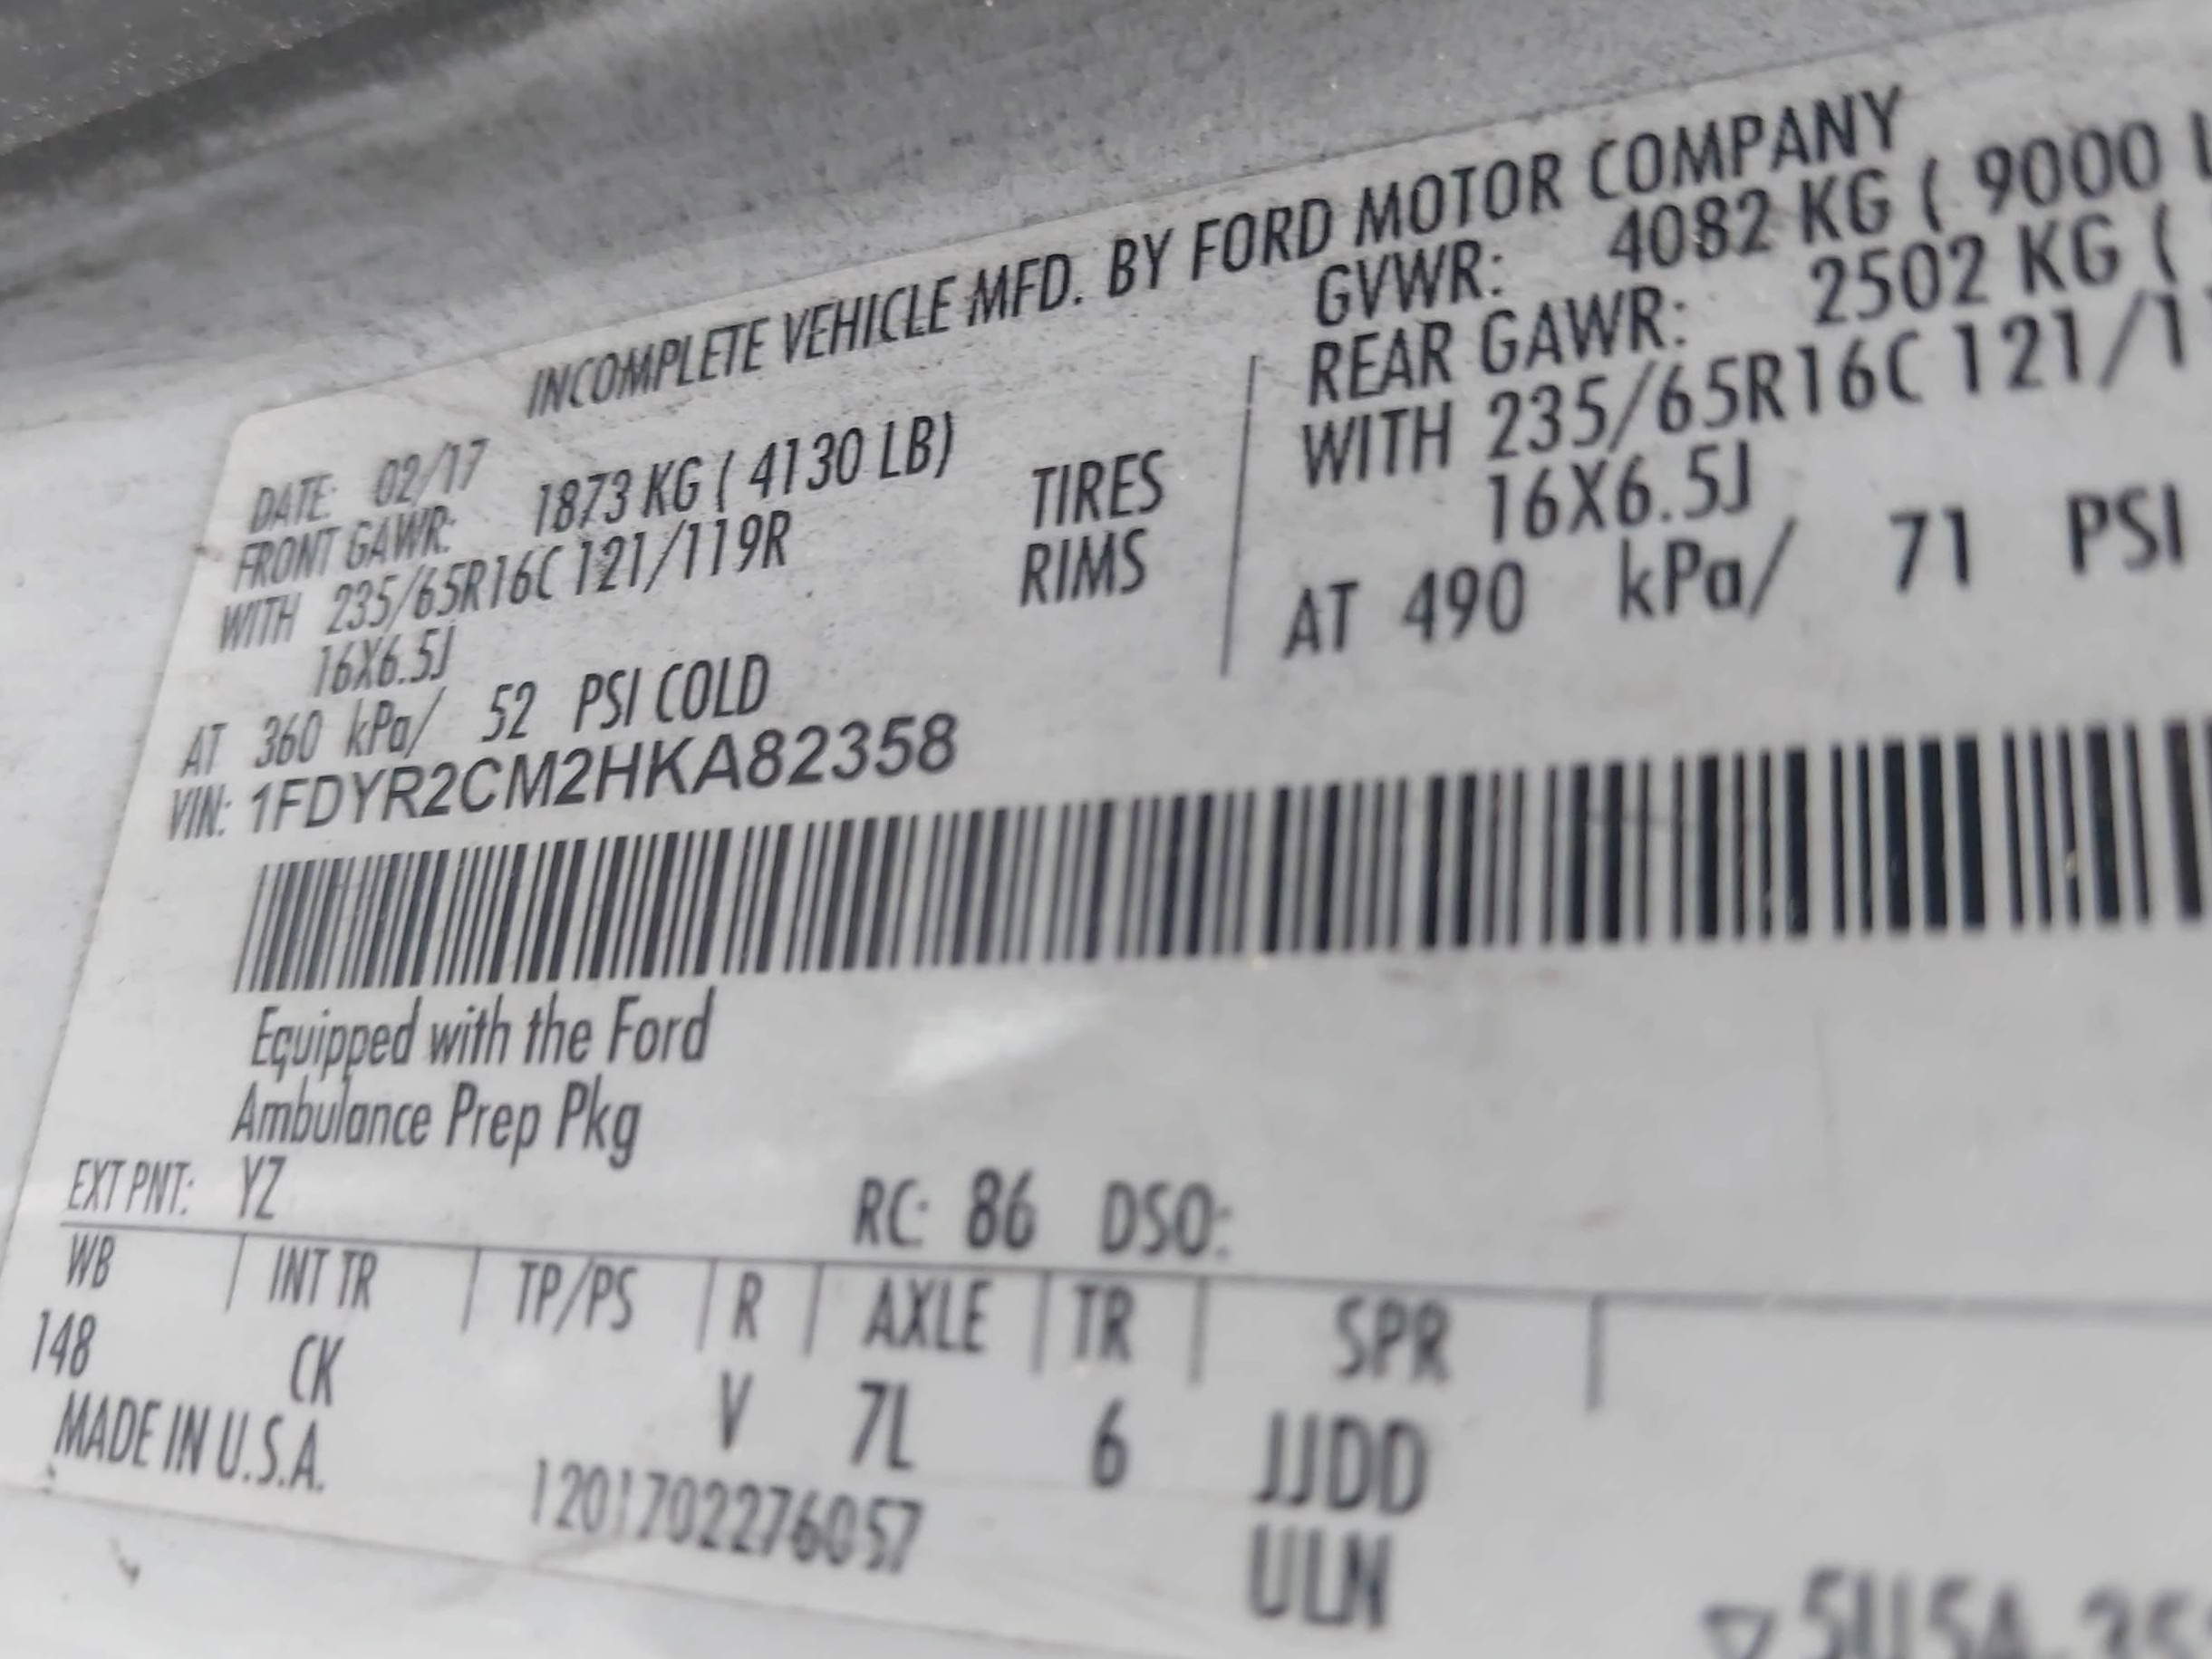 INCOMPLETE VEHICLE MFD. BY FORD MOTOR COMPANY
DATE: 02/17
GVWR: 4082 KG ( 9000
FRONT GAWR: 1873 KG ( 4130 LB)
REAR GAWR: 2502 KG (
WITH 235/65R16C 121/119R TIRES
WITH 235/65R16C 121/1
16X6.5J RIMS
16X6.5J
AT 360 kPa/ 52 PSI COLD
AT 490 kPa/ 71 PSI
VIN: 1FDYR2CM2HKA82358
Equipped with the Ford
Ambulance Prep Pkg
EXT PNT: YZ RC: 86 DSO:
WB | INT TR | TP/PS | R | AXLE | TR | SPR |
148 CK V 7L 6 JJDD
MADE IN U.S.A. 1201702276057 ULN